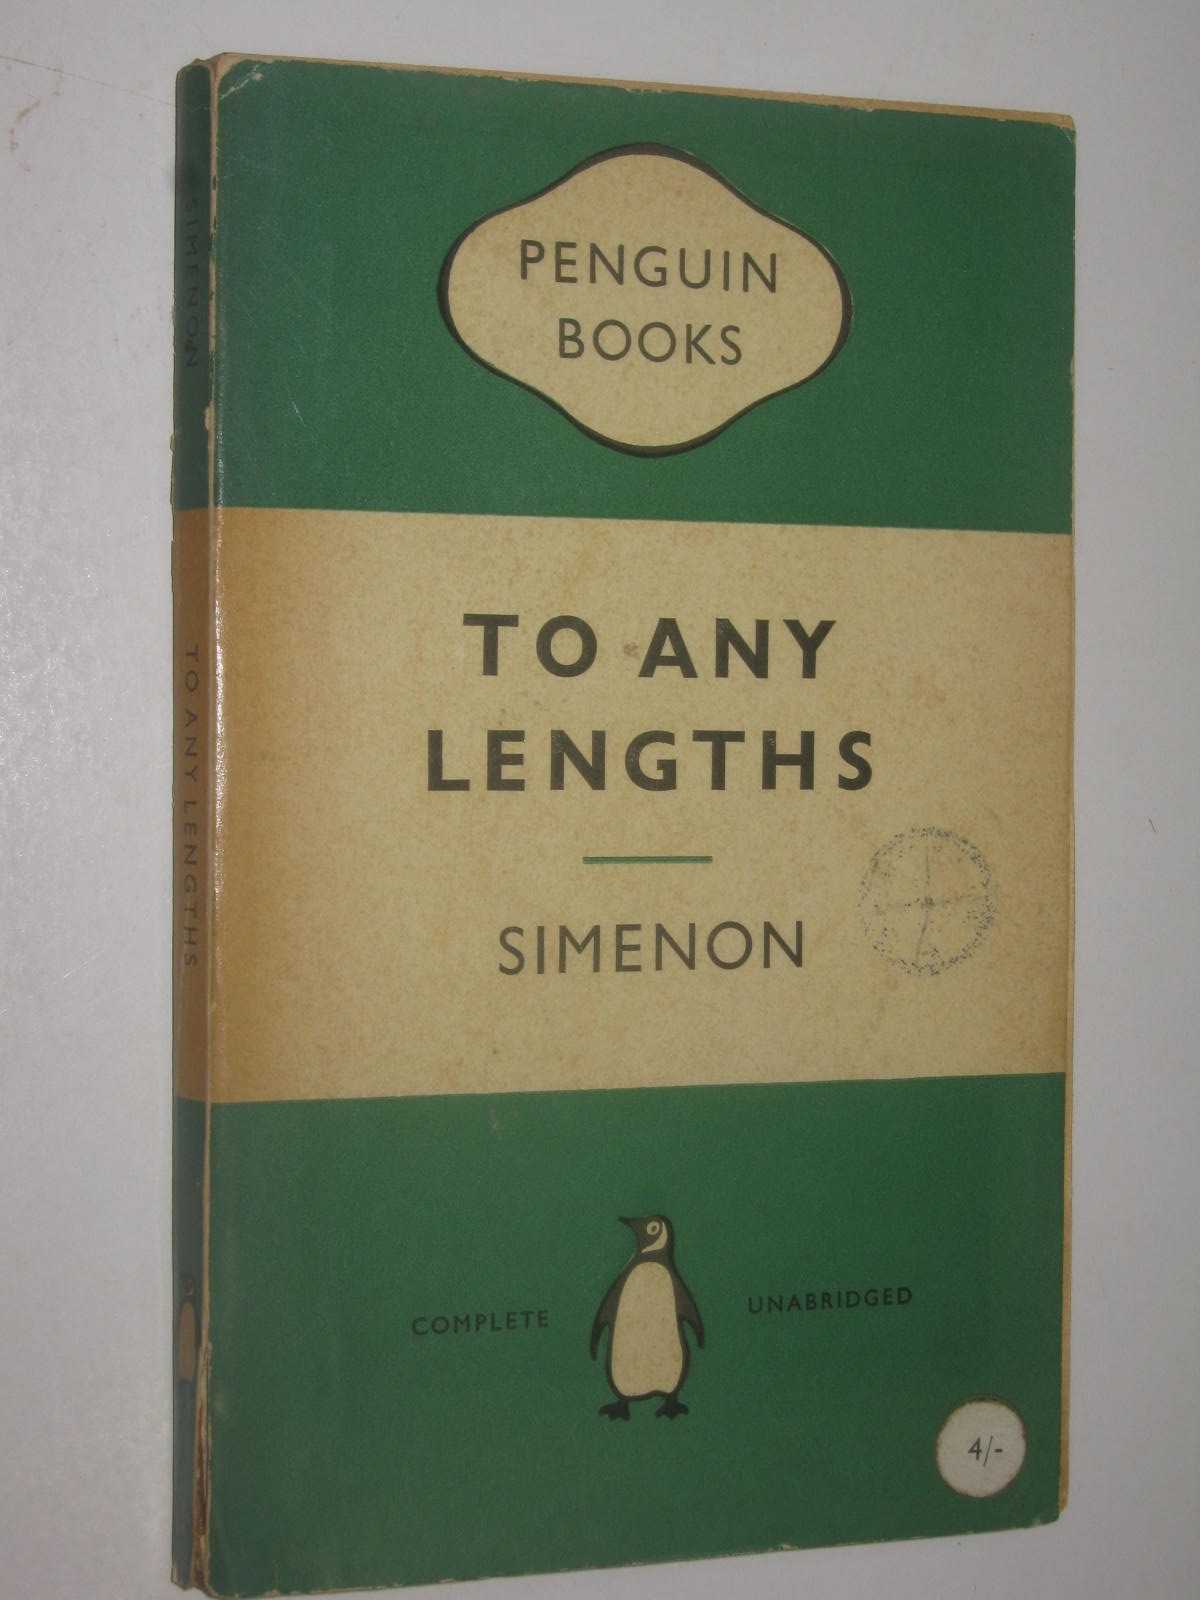 PENGUIN
BOOKS
TO ANY
LENGTHS
SIMENON
COMPLETE
UNABRIDGED
4/-
SIMENON
TO ANY LENGTHS